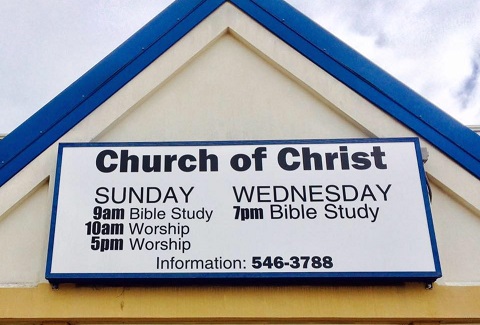 Church of Christ
SUNDAY
9am Bible Study
10am Worship
5pm Worship
WEDNESDAY
7pm Bible Study
Information: 546-3788